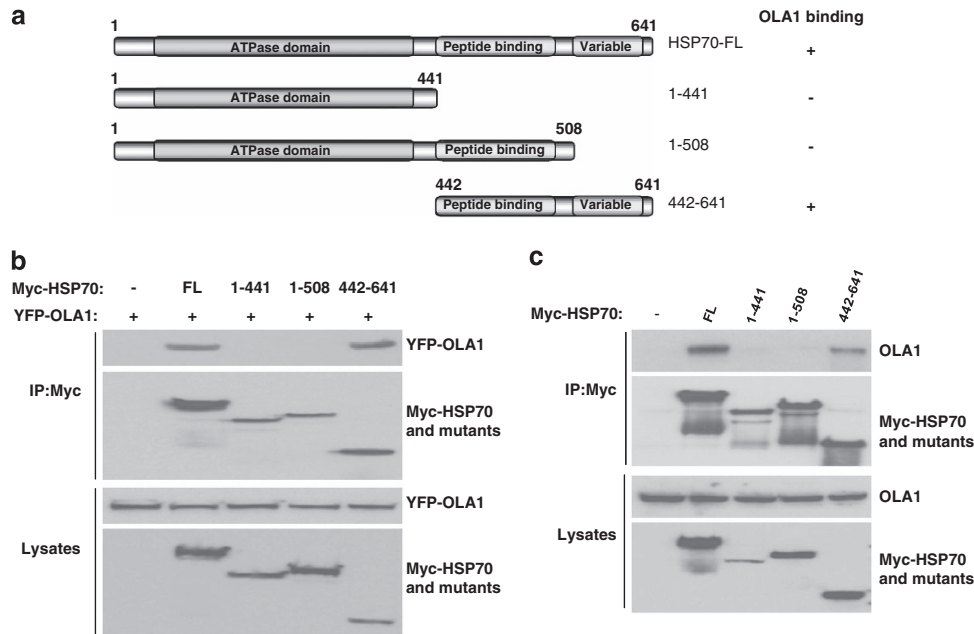 a
OLA1 binding
1 641
ATPase domain Peptide binding Variable HSP70-FL +
1 441
ATPase domain 1-441 -
1 508
ATPase domain Peptide binding 1-508 -
442 641
Peptide binding Variable 442-641 +
b
Myc-HSP70: - FL 1-441 1-508 442-641
YFP-OLA1: + + + + +
IP:Myc
YFP-OLA1
Myc-HSP70
and mutants
Lysates
YFP-OLA1
Myc-HSP70
and mutants
c
Myc-HSP70: - FL 1-441 1-508 442-641
IP:Myc
OLA1
Myc-HSP70
and mutants
Lysates
OLA1
Myc-HSP70
and mutants